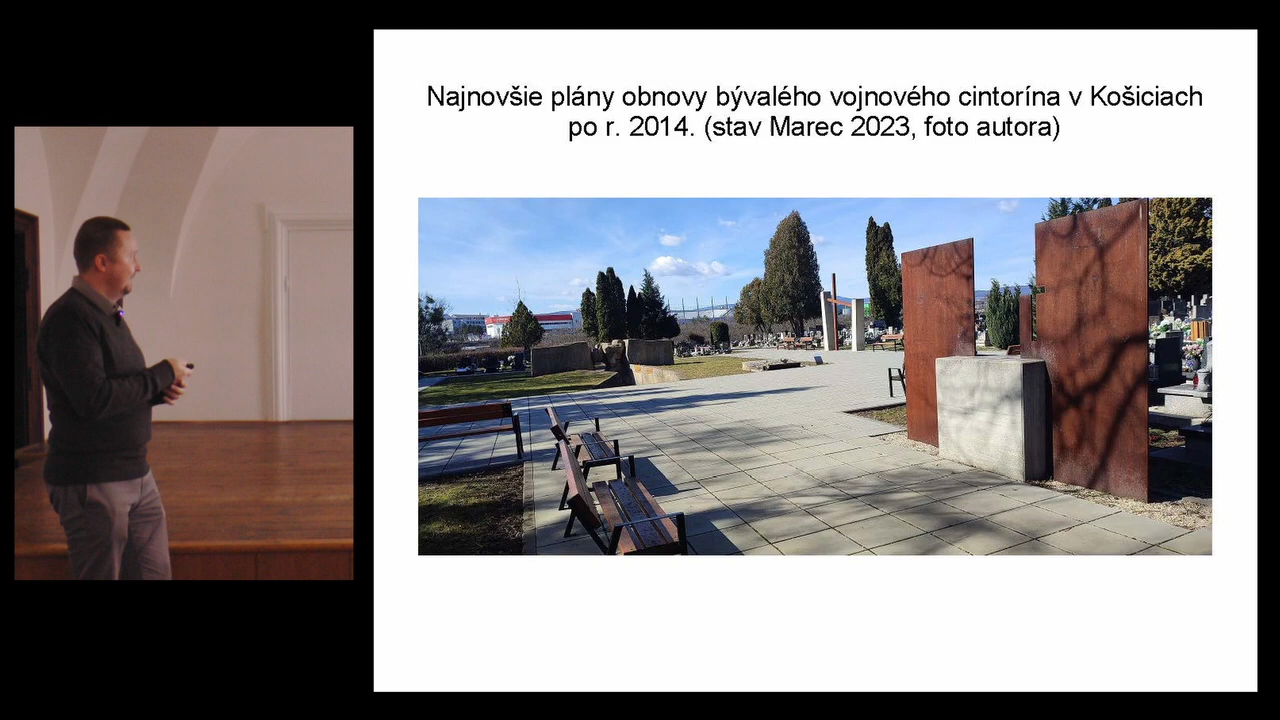 Najnovšie plány obnovy bývalého vojnového cintorína v Košiciach
po r. 2014. (stav Marec 2023, foto autora)